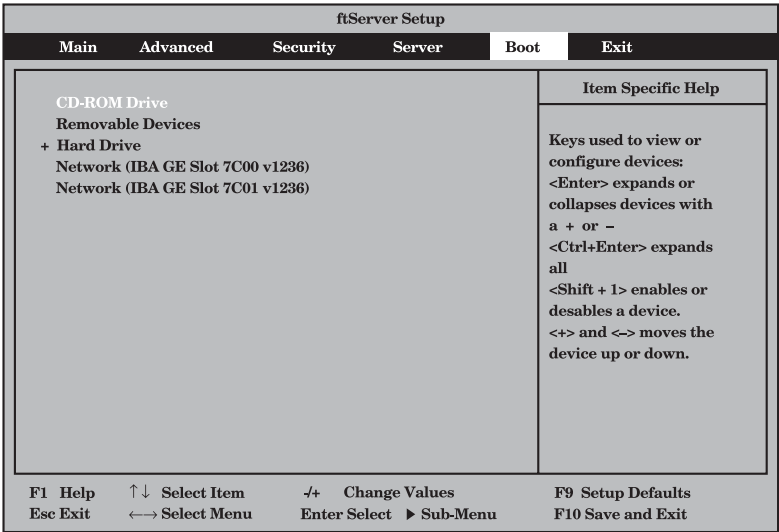 ftServer Setup
Main Advanced Security Server Boot Exit
CD-ROM Drive
Removable Devices
+ Hard Drive
Network (IBA GE Slot 7C00 v1236)
Network (IBA GE Slot 7C01 v1236)
Item Specific Help
Keys used to view or
configure devices:
<Enter> expands or
collapses devices with
a + or –
<Ctrl+Enter> expands
all
<Shift + 1> enables or
desables a device.
<+> and <–> moves the
device up or down.
F1 Help ↑↓ Select Item -/+ Change Values F9 Setup Defaults
Esc Exit ←→ Select Menu Enter Select ▶ Sub-Menu F10 Save and Exit